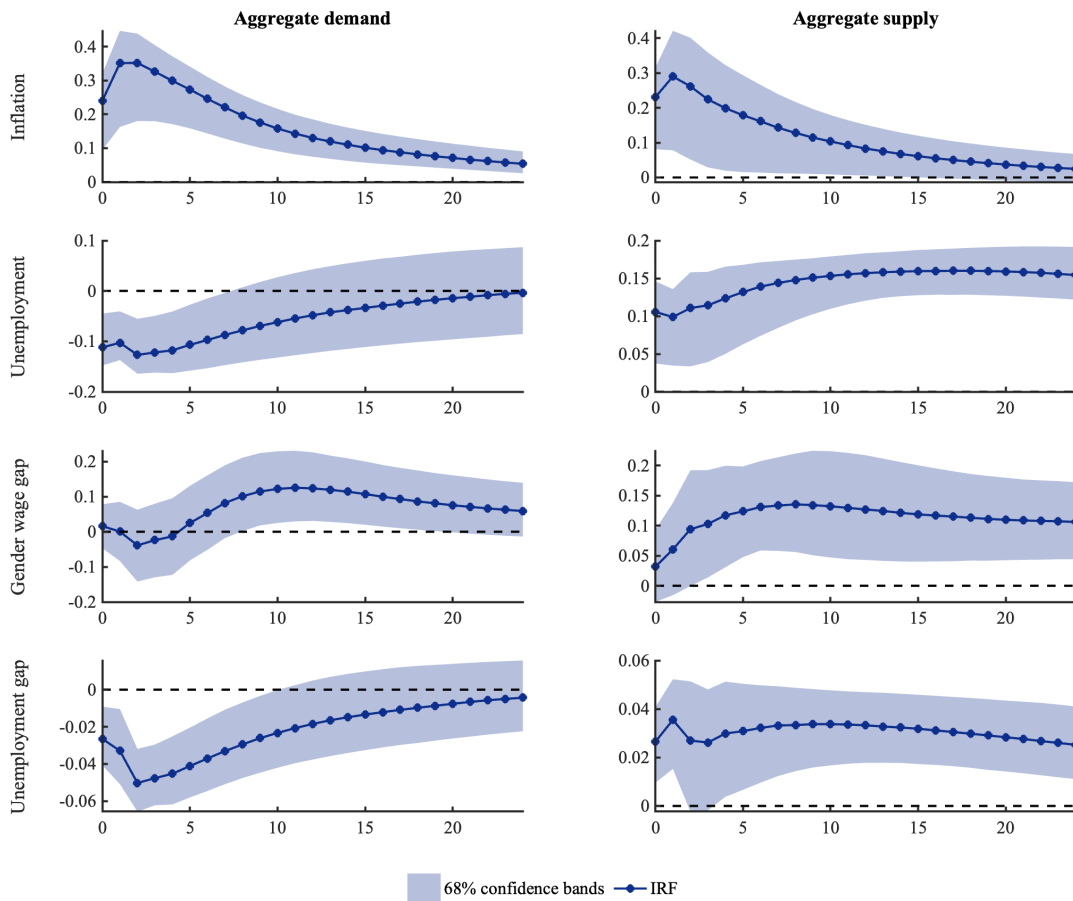 Aggregate demand
Aggregate supply
Inflation
0.4
0.3
0.2
0.1
0
0 5 10 15 20
0.4
0.3
0.2
0.1
0
0 5 10 15 20
Unemployment
0.1
0
-0.1
-0.2
0 5 10 15 20
0.2
0.15
0.1
0.05
0
0 5 10 15 20
Gender wage gap
0.2
0.1
0
-0.1
-0.2
0 5 10 15 20
0.2
0.15
0.1
0.05
0
0 5 10 15 20
Unemployment gap
0
-0.02
-0.04
-0.06
0 5 10 15 20
0.06
0.04
0.02
0
0 5 10 15 20
68% confidence bands IRF